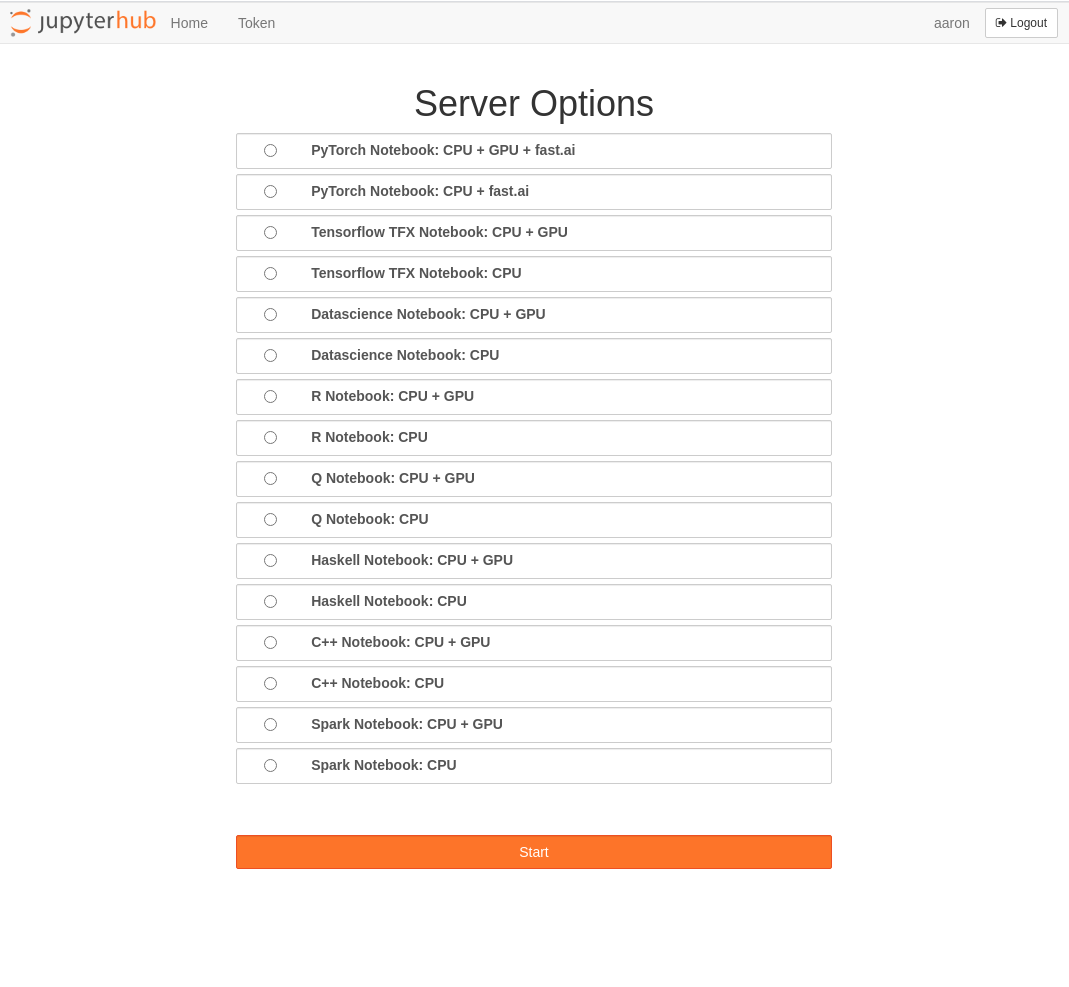 jupyterhub Home Token aaron Logout
Server Options
PyTorch Notebook: CPU + GPU + fast.ai
PyTorch Notebook: CPU + fast.ai
Tensorflow TFX Notebook: CPU + GPU
Tensorflow TFX Notebook: CPU
Datascience Notebook: CPU + GPU
Datascience Notebook: CPU
R Notebook: CPU + GPU
R Notebook: CPU
Q Notebook: CPU + GPU
Q Notebook: CPU
Haskell Notebook: CPU + GPU
Haskell Notebook: CPU
C++ Notebook: CPU + GPU
C++ Notebook: CPU
Spark Notebook: CPU + GPU
Spark Notebook: CPU
Start